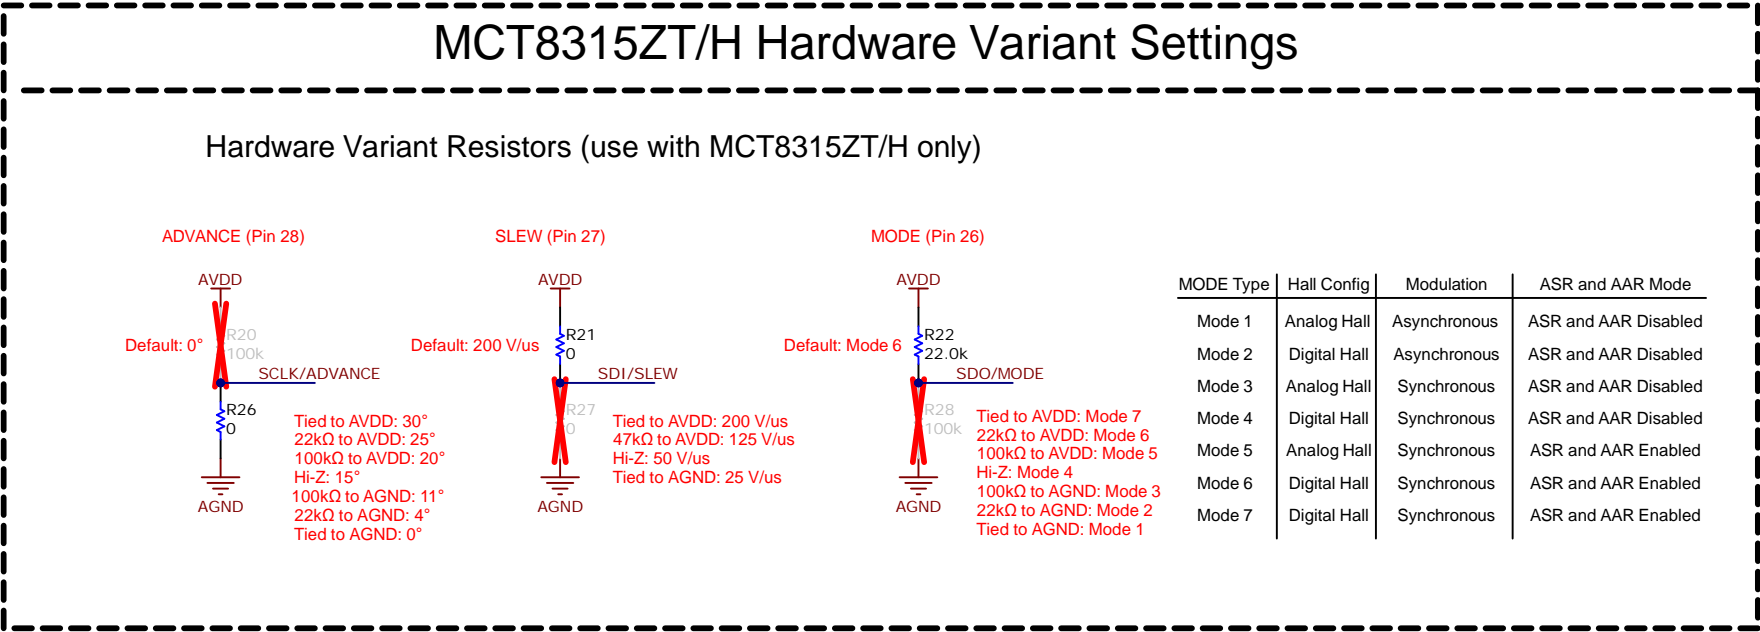 MCT8315ZT/H Hardware Variant Settings
Hardware Variant Resistors (use with MCT8315ZT/H only)
ADVANCE (Pin 28)
AVDD
R20
100k
Default: 0°
SCLK/ADVANCE
R26
0
AGND
Tied to AVDD: 30°
22kΩ to AVDD: 25°
100kΩ to AVDD: 20°
Hi-Z: 15°
100kΩ to AGND: 11°
22kΩ to AGND: 4°
Tied to AGND: 0°
SLEW (Pin 27)
AVDD
R21
0
Default: 200 V/us
SDI/SLEW
R27
0
AGND
Tied to AVDD: 200 V/us
47kΩ to AVDD: 125 V/us
Hi-Z: 50 V/us
Tied to AGND: 25 V/us
MODE (Pin 26)
AVDD
R22
22.0k
Default: Mode 6
SDO/MODE
R28
100k
AGND
Tied to AVDD: Mode 7
22kΩ to AVDD: Mode 6
100kΩ to AVDD: Mode 5
Hi-Z: Mode 4
100kΩ to AGND: Mode 3
22kΩ to AGND: Mode 2
Tied to AGND: Mode 1
MODE Type Hall Config Modulation ASR and AAR Mode
Mode 1 Analog Hall Asynchronous ASR and AAR Disabled
Mode 2 Digital Hall Asynchronous ASR and AAR Disabled
Mode 3 Analog Hall Synchronous ASR and AAR Disabled
Mode 4 Digital Hall Synchronous ASR and AAR Disabled
Mode 5 Analog Hall Synchronous ASR and AAR Enabled
Mode 6 Digital Hall Synchronous ASR and AAR Enabled
Mode 7 Digital Hall Synchronous ASR and AAR Enabled